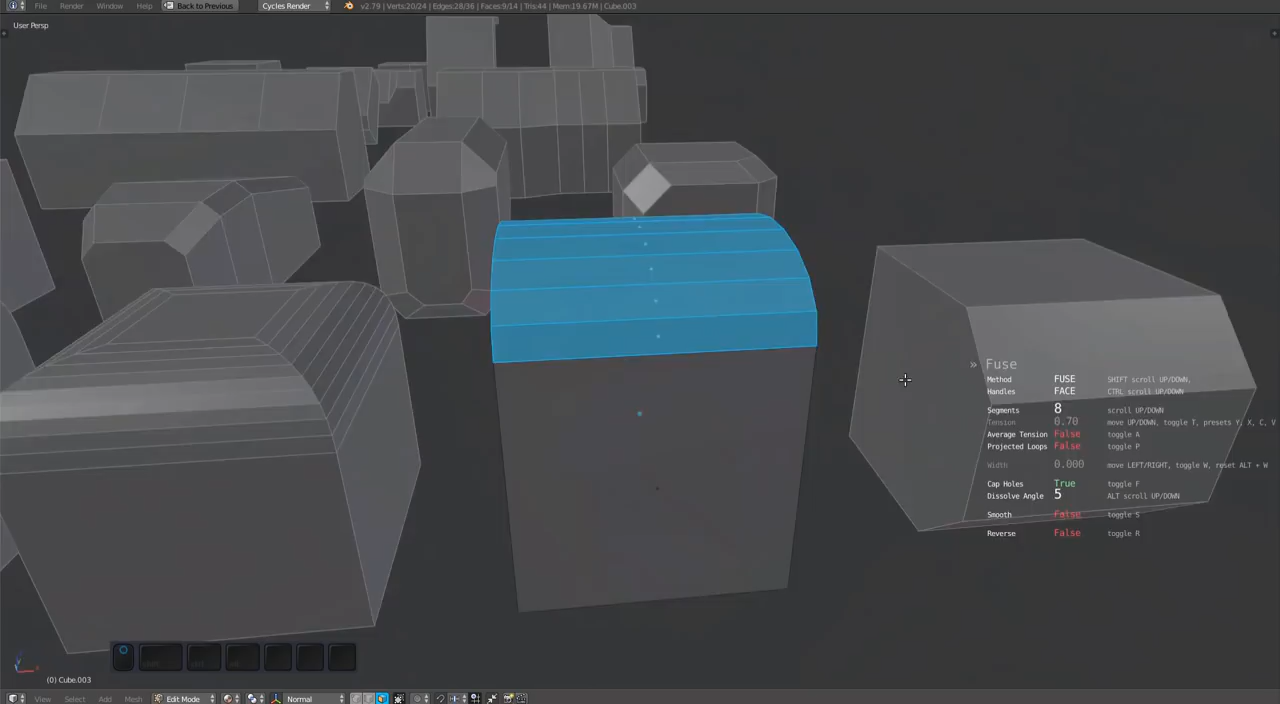 File Render Window Help Back to Previous Cycles Render v2.79 | Verts:20/24 | Edges:28/36 | Faces:9/14 | Tris:44 | Mem:19.67M | Cube.003
User Persp
» Fuse
Method FUSE SHIFT scroll UP/DOWN,
Handles FACE CTRL scroll UP/DOWN
Segments 8 scroll UP/DOWN
Tension 0.70 move UP/DOWN, toggle T, presets Y, X, C, V
Average Tension False toggle A
Projected Loops False toggle P
Width 0.000 move LEFT/RIGHT, toggle W, reset ALT + W
Cap Holes True toggle F
Dissolve Angle 5 ALT scroll UP/DOWN
Smooth False toggle S
Reverse False toggle R
(0) Cube.003
View Select Add Mesh Edit Mode Normal